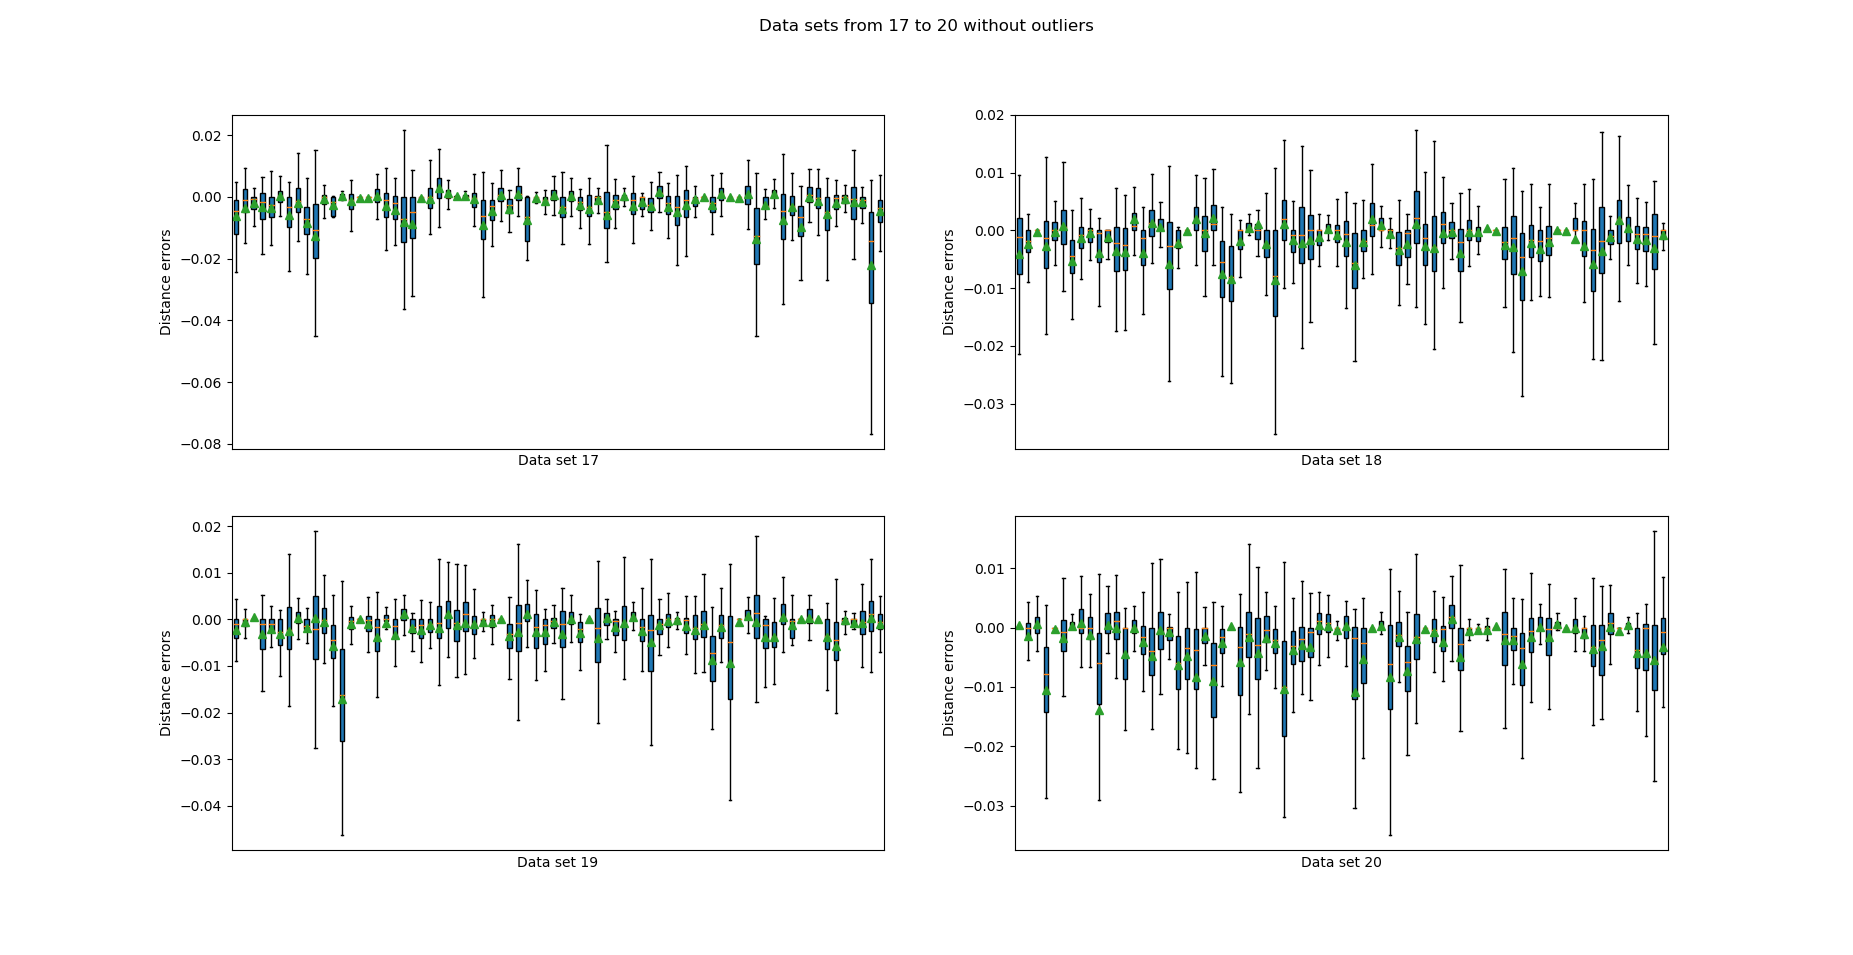 Data sets from 17 to 20 without outliers
Distance errors
0.02
0.00
−0.02
−0.04
−0.06
−0.08
Data set 17
Distance errors
0.02
0.01
0.00
−0.01
−0.02
−0.03
Data set 18
Distance errors
0.02
0.01
0.00
−0.01
−0.02
−0.03
−0.04
Data set 19
Distance errors
0.01
0.00
−0.01
−0.02
−0.03
Data set 20